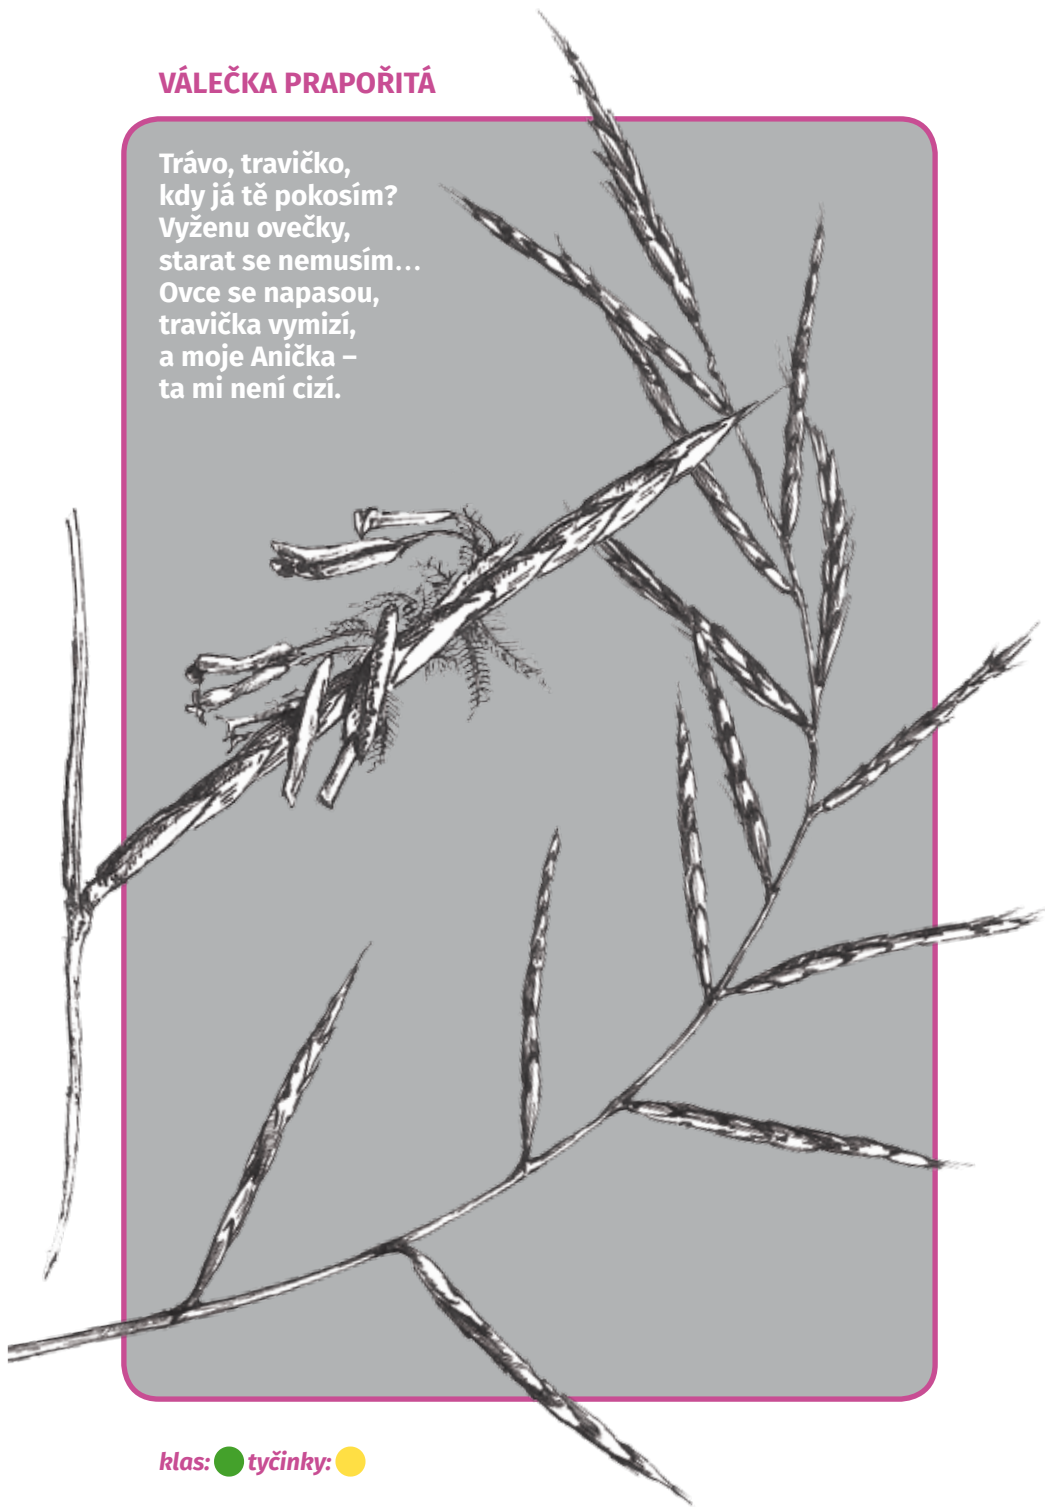 VÁLEČKA PRAPOŘITÁ
Trávo, travičko,
kdy já tě pokosím?
Vyženu ovečky,
starat se nemusím…
Ovce se napasou,
travička vymizí,
a moje Anička –
ta mi není cizí.
klas: tyčinky: